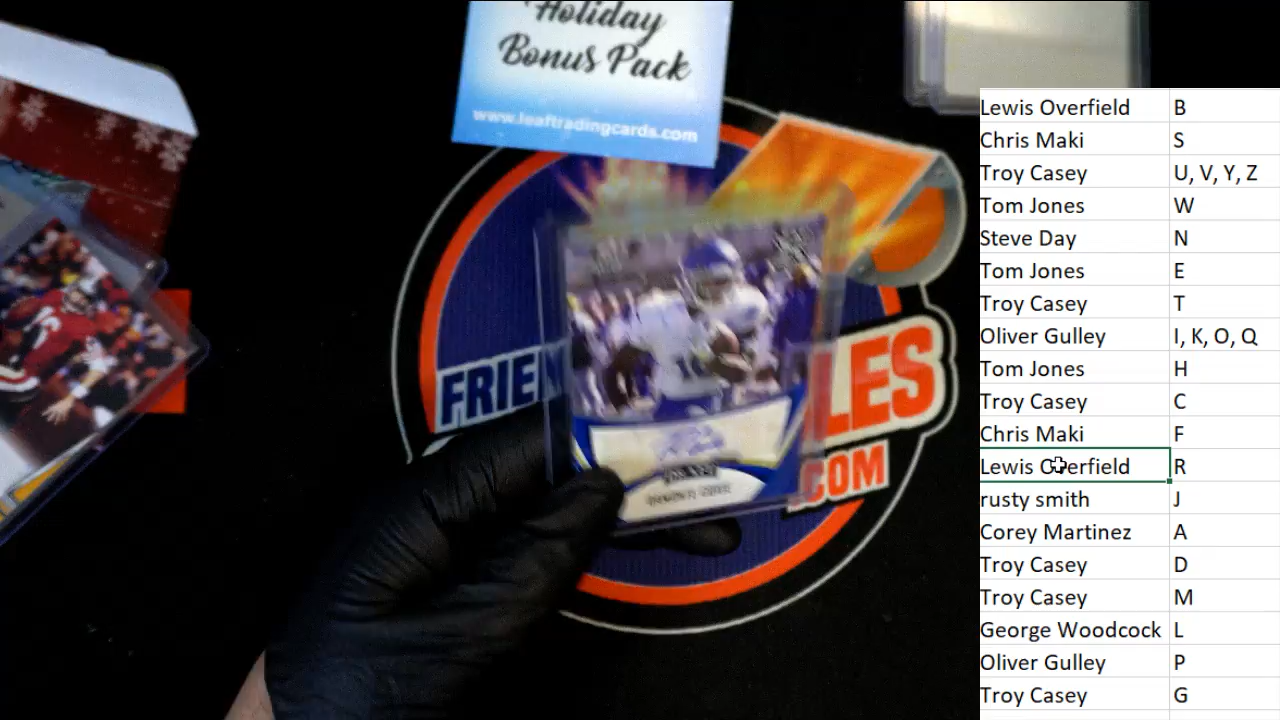 Holiday
Bonus Pack
www.leaftradingcards.com
FRIEN
LES
.COM
Lewis Overfield B
Chris Maki S
Troy Casey U, V, Y, Z
Tom Jones W
Steve Day N
Tom Jones E
Troy Casey T
Oliver Gulley I, K, O, Q
Tom Jones H
Troy Casey C
Chris Maki F
Lewis Overfield R
rusty smith J
Corey Martinez A
Troy Casey D
Troy Casey M
George Woodcock L
Oliver Gulley P
Troy Casey G